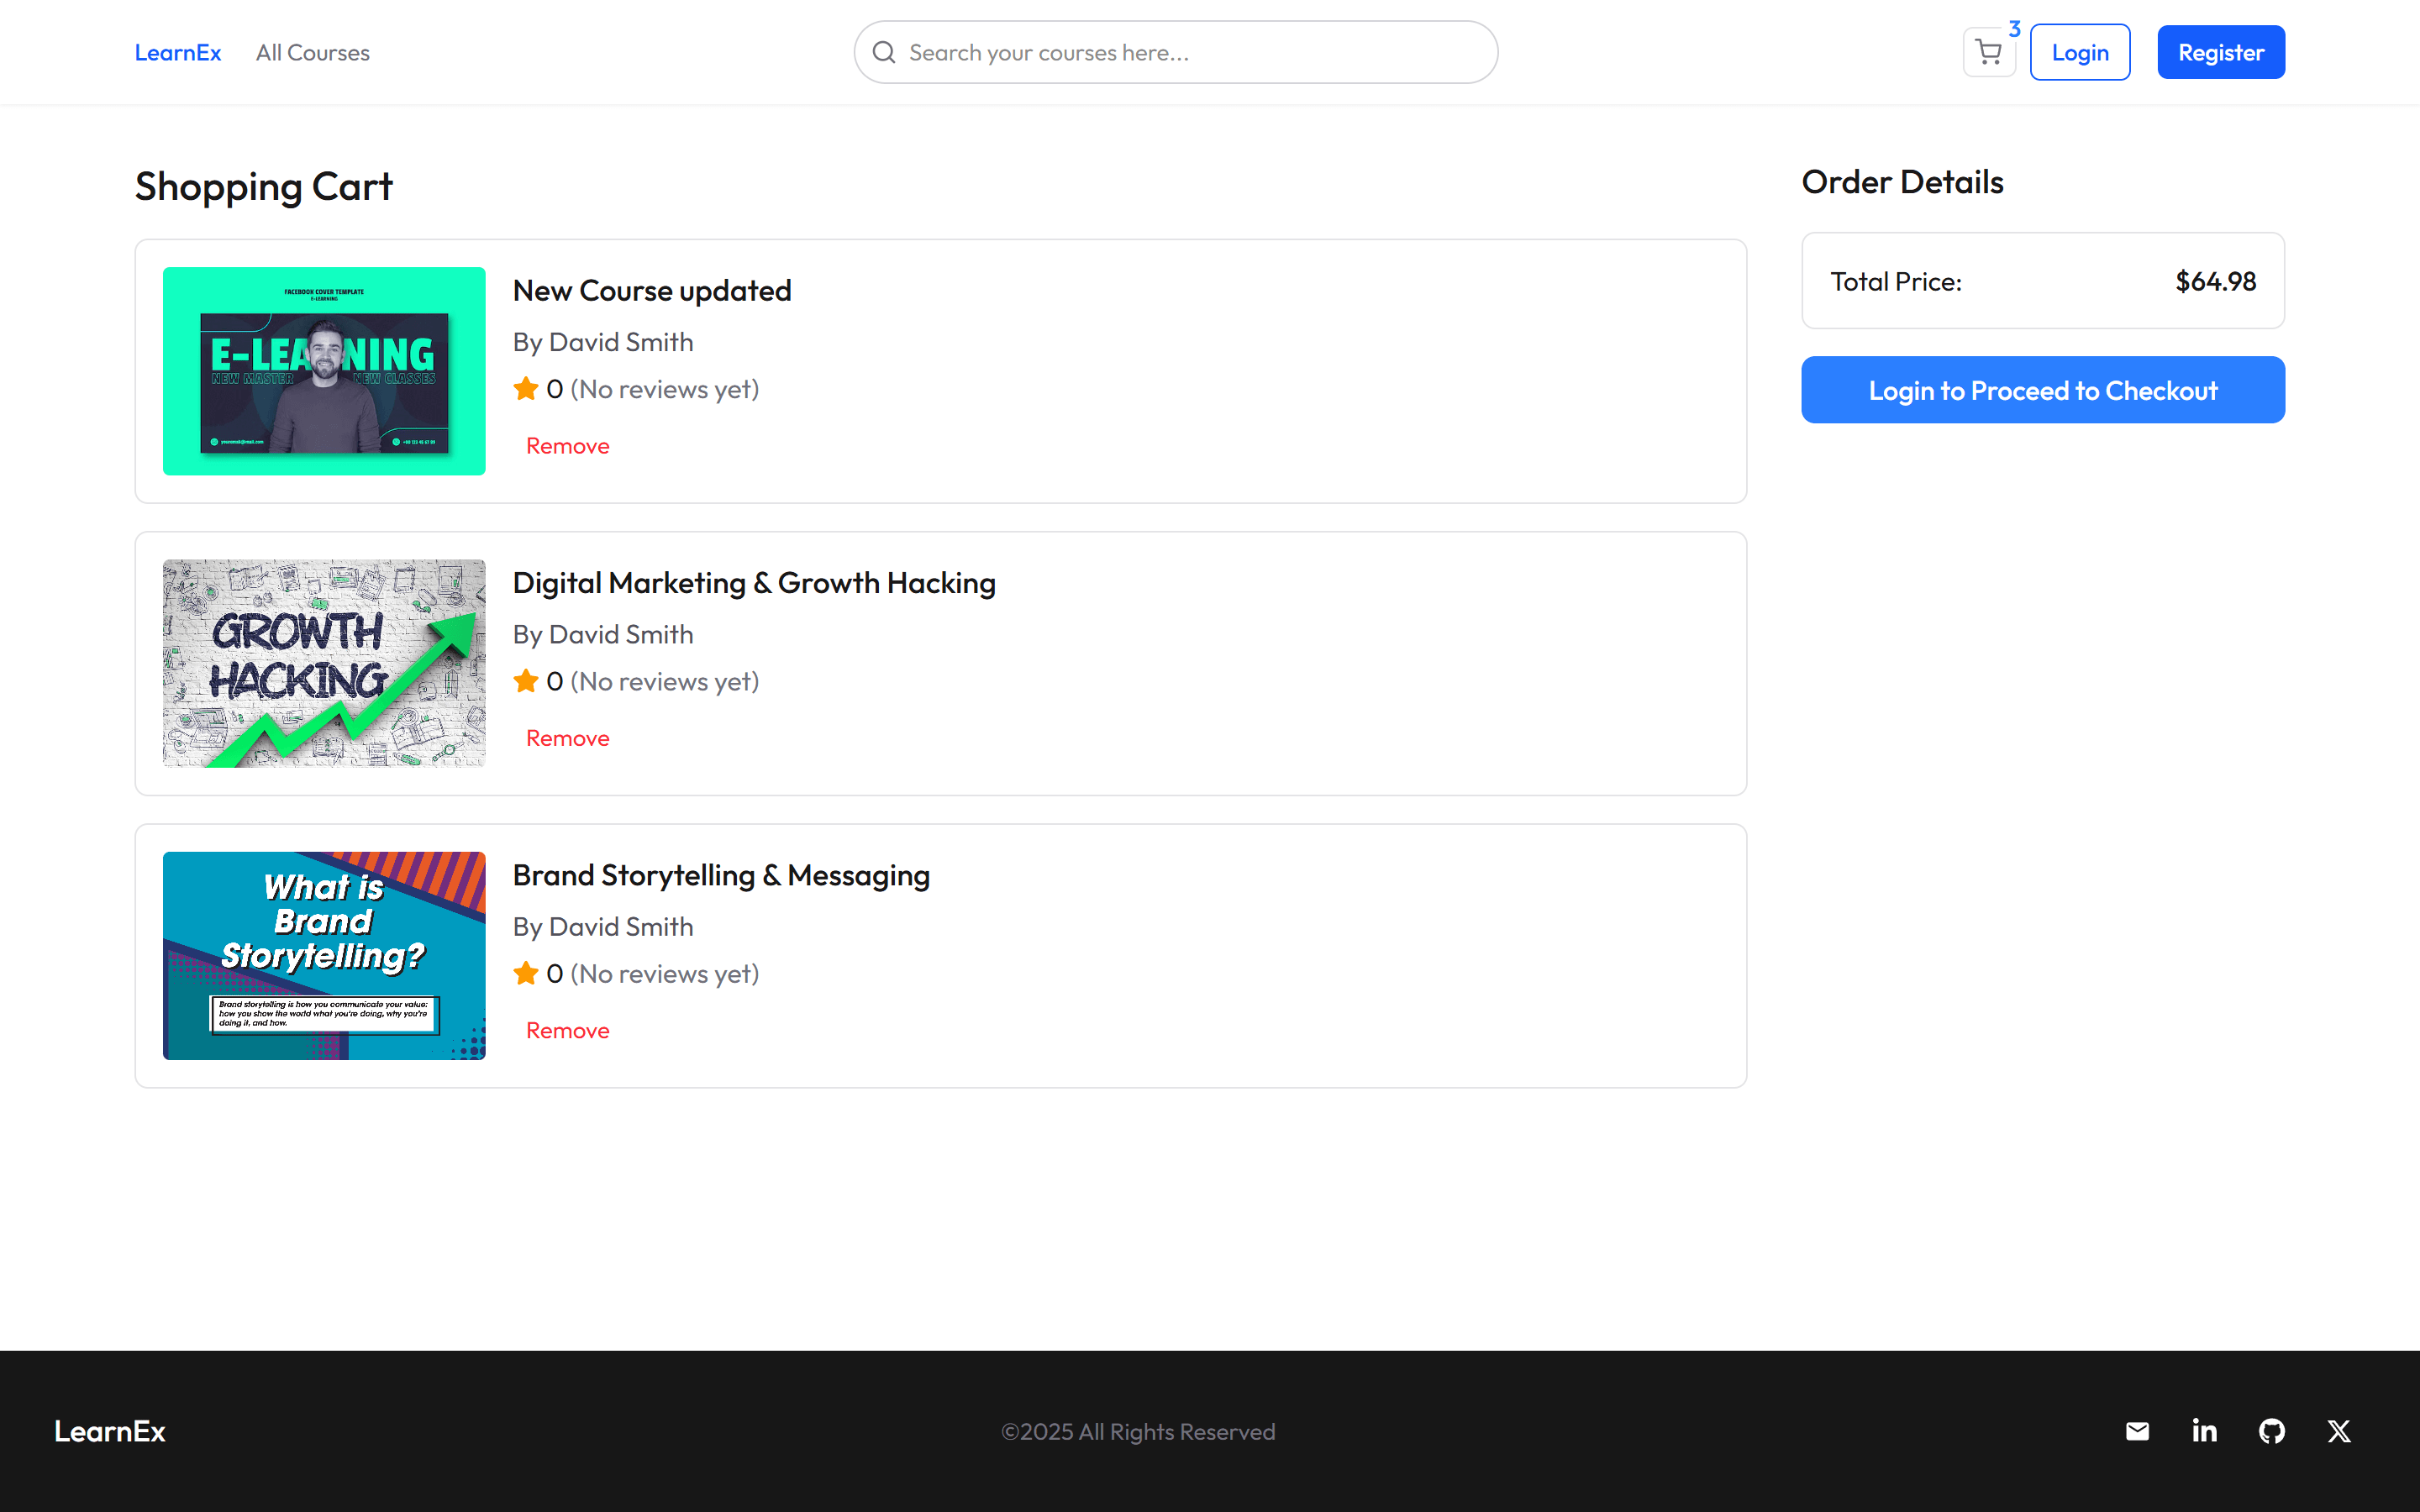 LearnEx
All Courses
Search your courses here...
3
Login
Register
Shopping Cart
FACEBOOK COVER TEMPLATE
E-LEARNING
E-LEARNING
NEW MASTER
NEW CLASSES
New Course updated
By David Smith
0 (No reviews yet)
Remove
GROWTH
HACKING
Digital Marketing & Growth Hacking
By David Smith
0 (No reviews yet)
Remove
What is
Brand
Storytelling?
Brand storytelling is how you communicate your value:
how you show the world what you're doing, why you're
doing it, and how.
Brand Storytelling & Messaging
By David Smith
0 (No reviews yet)
Remove
Order Details
Total Price:
$64.98
Login to Proceed to Checkout
LearnEx
©2025 All Rights Reserved